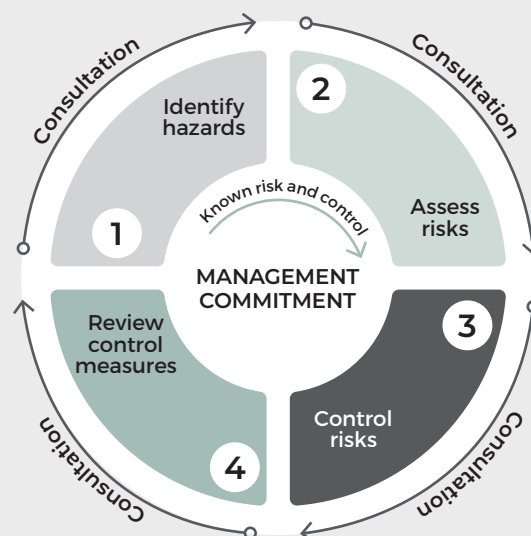 Consultation
Consultation
Identify
hazards
1
2
Assess
risks
Known risk and control
MANAGEMENT
COMMITMENT
3
Control
risks
Review
control
measures
4
Consultation
Consultation